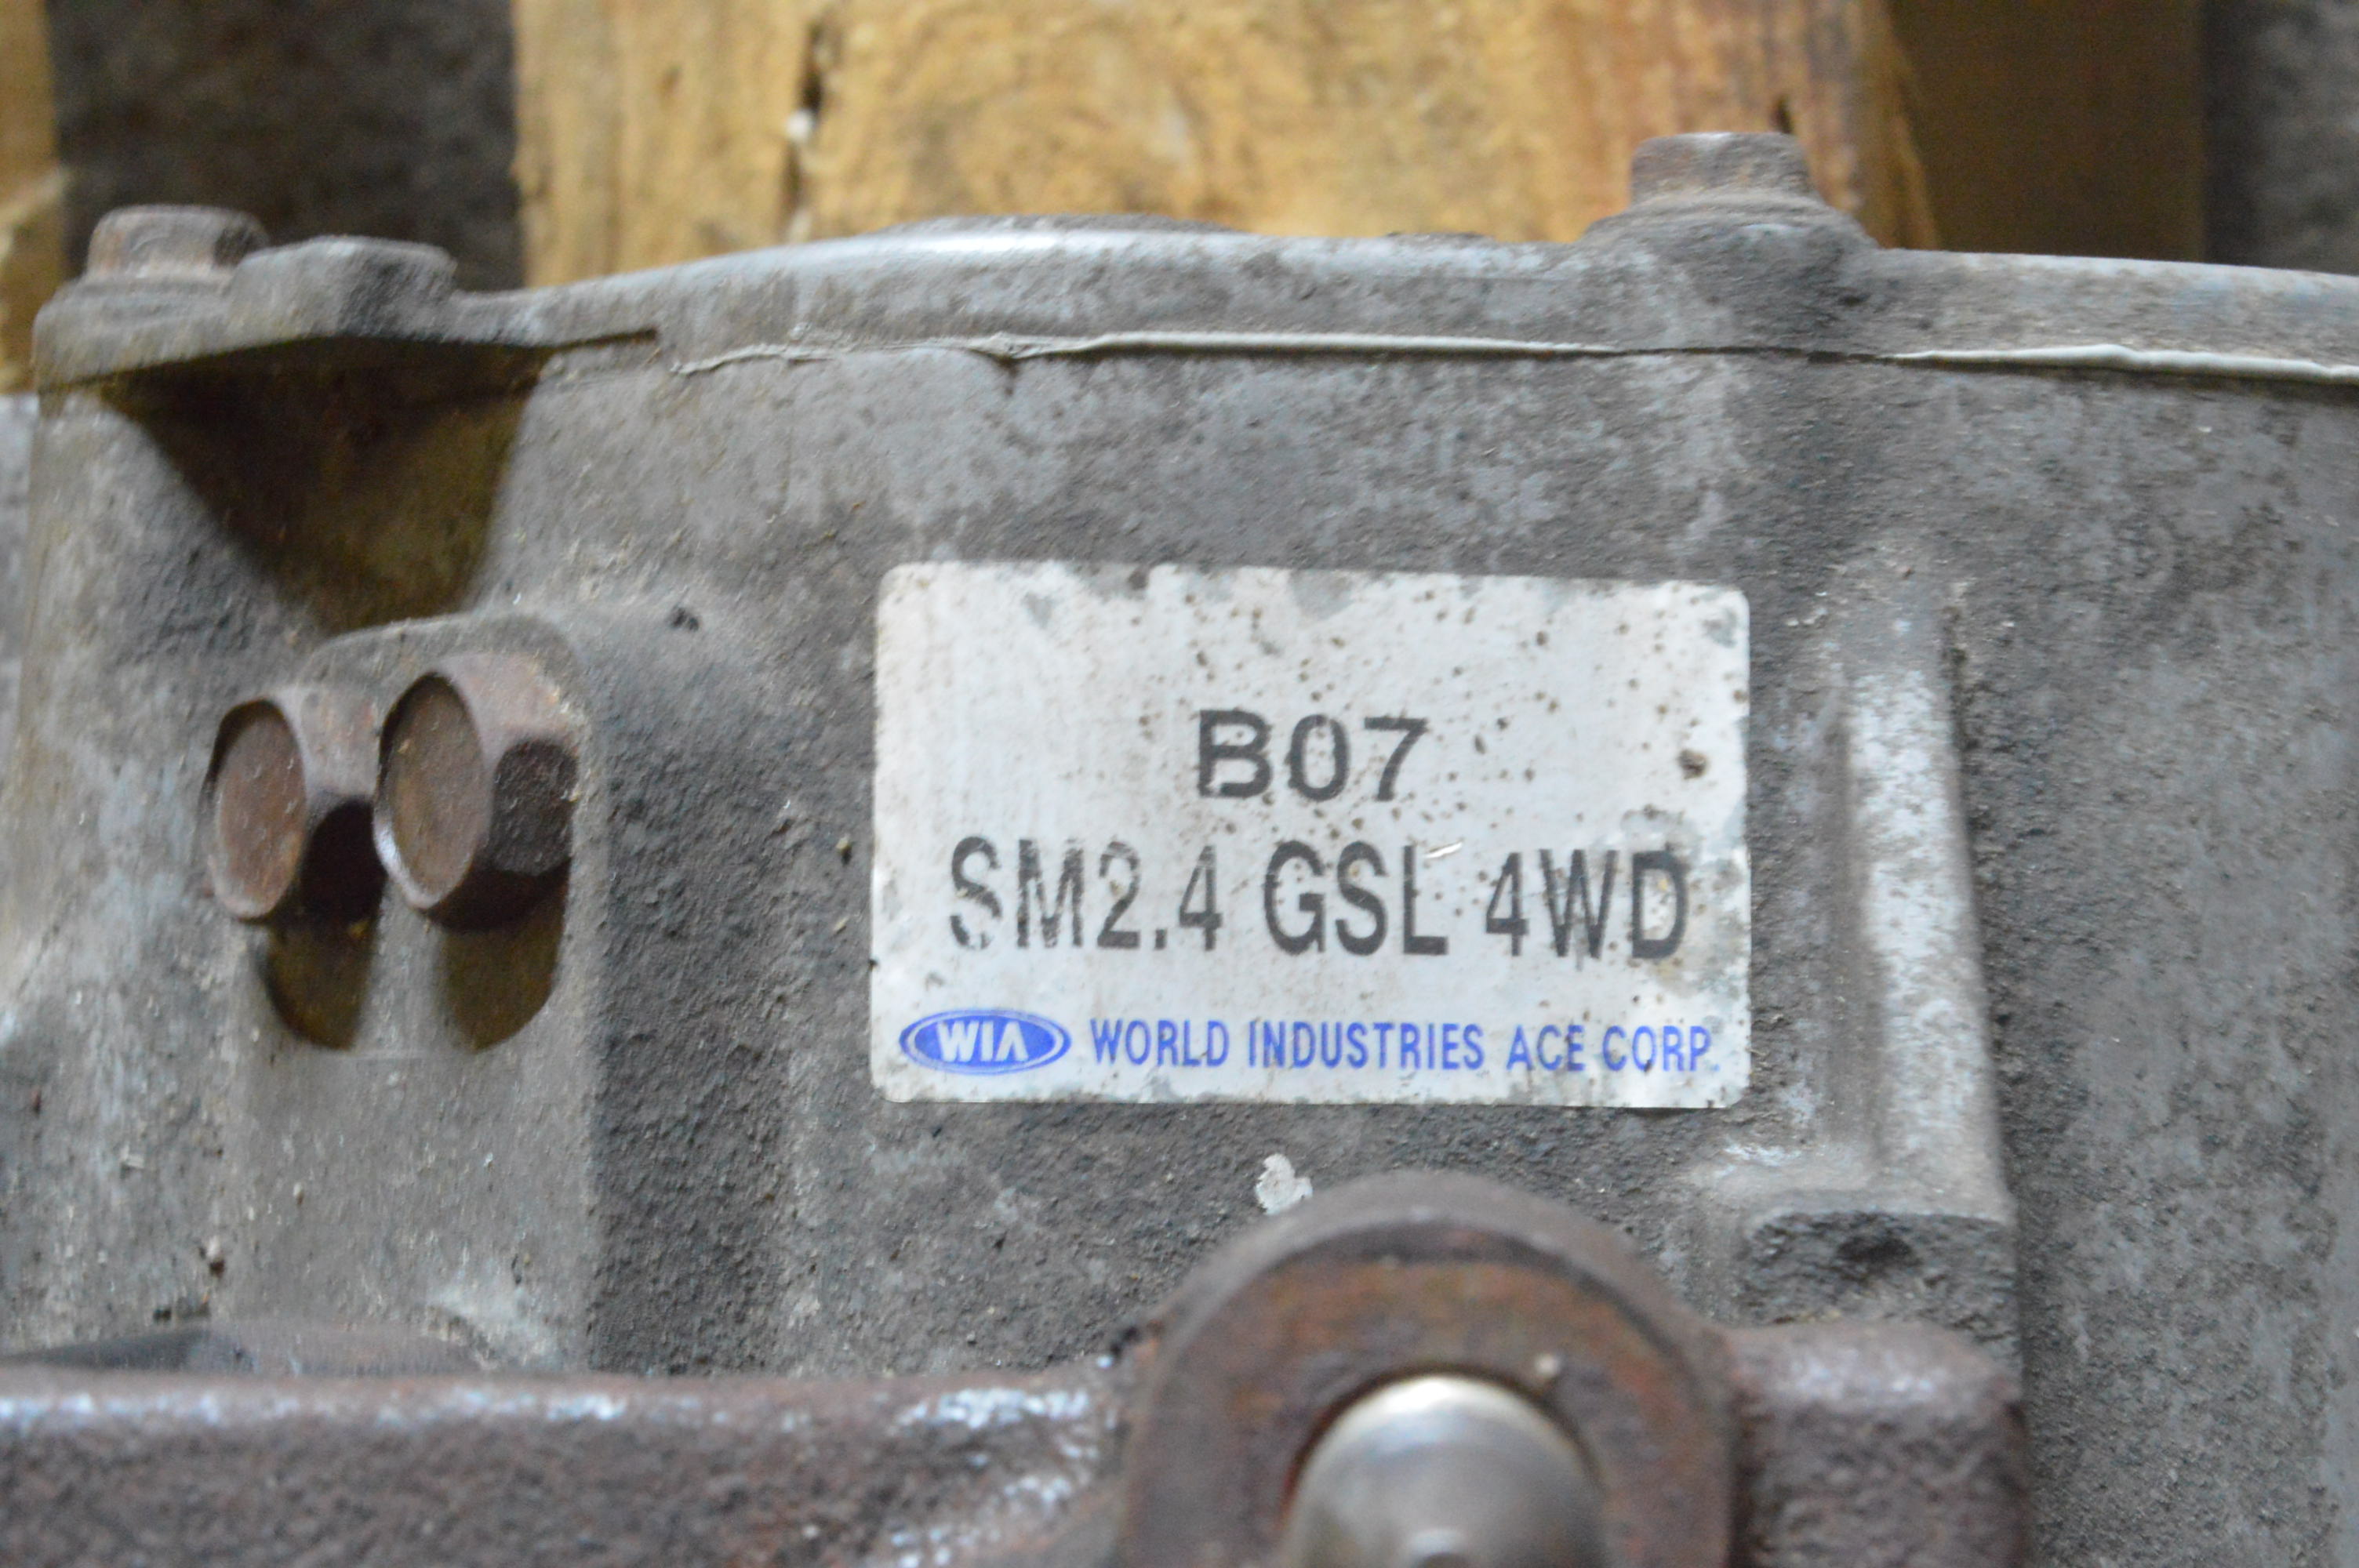 B07
SM2.4 GSL 4WD
WIA WORLD INDUSTRIES ACE CORP.